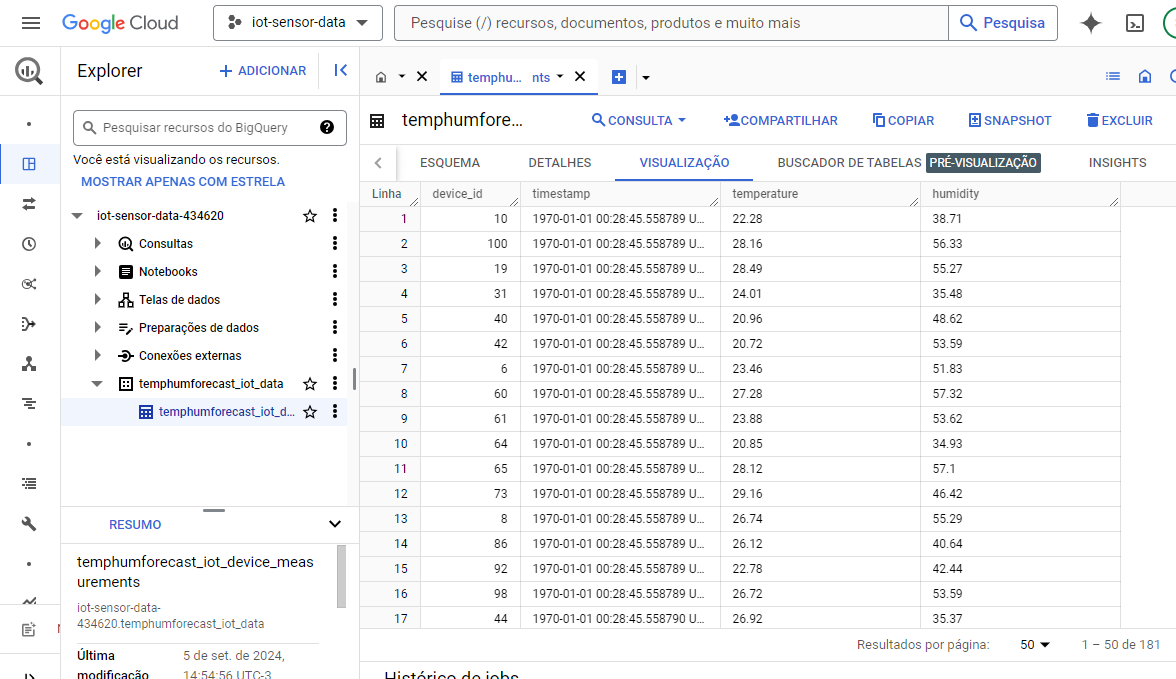 Google Cloud
iot-sensor-data
Pesquise (/) recursos, documentos, produtos e muito mais
Pesquisa
Explorer
ADICIONAR
Pesquisar recursos do BigQuery
Você está visualizando os recursos.
MOSTRAR APENAS COM ESTRELA
iot-sensor-data-434620
Consultas
Notebooks
Telas de dados
Preparações de dados
Conexões externas
temphumforecast_iot_data
temphumforecast_iot_d...
RESUMO
temphumforecast_iot_device_meas
urements
iot-sensor-data-
434620.temphumforecast_iot_data
Última
modificação
5 de set. de 2024,
14:54:56 UTC-3
temphu... nts
temphumfore...
CONSULTA
COMPARTILHAR
COPIAR
SNAPSHOT
EXCLUIR
ESQUEMA
DETALHES
VISUALIZAÇÃO
BUSCADOR DE TABELAS
PRÉ-VISUALIZAÇÃO
INSIGHTS
Linha device_id timestamp temperature humidity
1 10 1970-01-01 00:28:45.558789 U... 22.28 38.71
2 100 1970-01-01 00:28:45.558789 U... 28.16 56.33
3 19 1970-01-01 00:28:45.558789 U... 28.49 55.27
4 31 1970-01-01 00:28:45.558789 U... 24.01 35.48
5 40 1970-01-01 00:28:45.558789 U... 20.96 48.62
6 42 1970-01-01 00:28:45.558789 U... 20.72 53.59
7 6 1970-01-01 00:28:45.558789 U... 23.46 51.83
8 60 1970-01-01 00:28:45.558789 U... 27.28 57.32
9 61 1970-01-01 00:28:45.558789 U... 23.88 53.62
10 64 1970-01-01 00:28:45.558789 U... 20.85 34.93
11 65 1970-01-01 00:28:45.558789 U... 28.12 57.1
12 73 1970-01-01 00:28:45.558789 U... 29.16 46.42
13 8 1970-01-01 00:28:45.558789 U... 26.74 55.29
14 86 1970-01-01 00:28:45.558789 U... 26.12 40.64
15 92 1970-01-01 00:28:45.558789 U... 22.78 42.44
16 98 1970-01-01 00:28:45.558789 U... 26.72 53.59
17 44 1970-01-01 00:28:45.558790 U... 26.92 35.37
Resultados por página: 50 1 – 50 de 181
Histórico de jobs